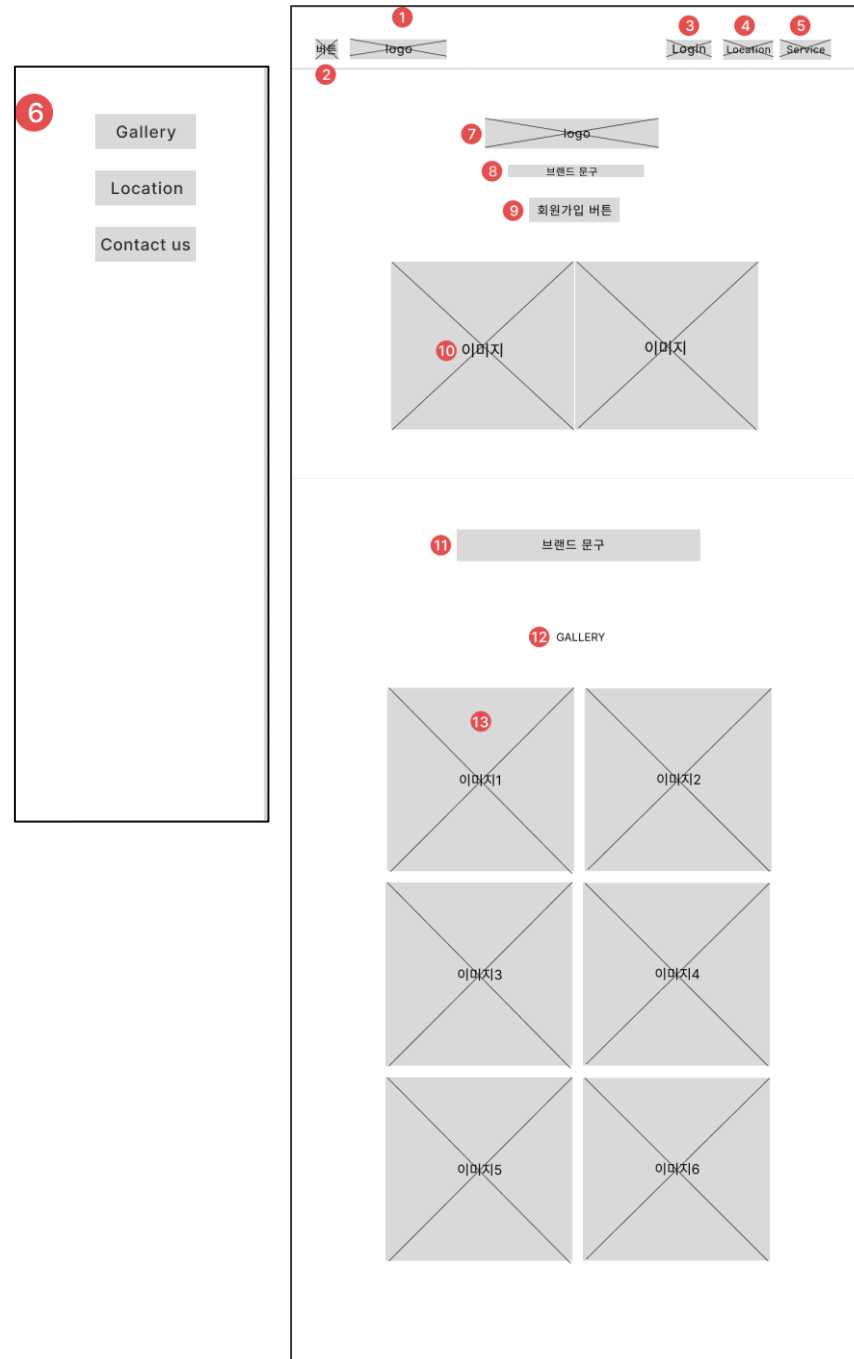 6
Gallery
Location
Contact us
1
3
4
5
버튼
logo
Login
Location
Service
2
7
logo
8
브랜드 문구
9
회원가입 버튼
10
이미지
이미지
11
브랜드 문구
12
GALLERY
13
이미지1
이미지2
이미지3
이미지4
이미지5
이미지6